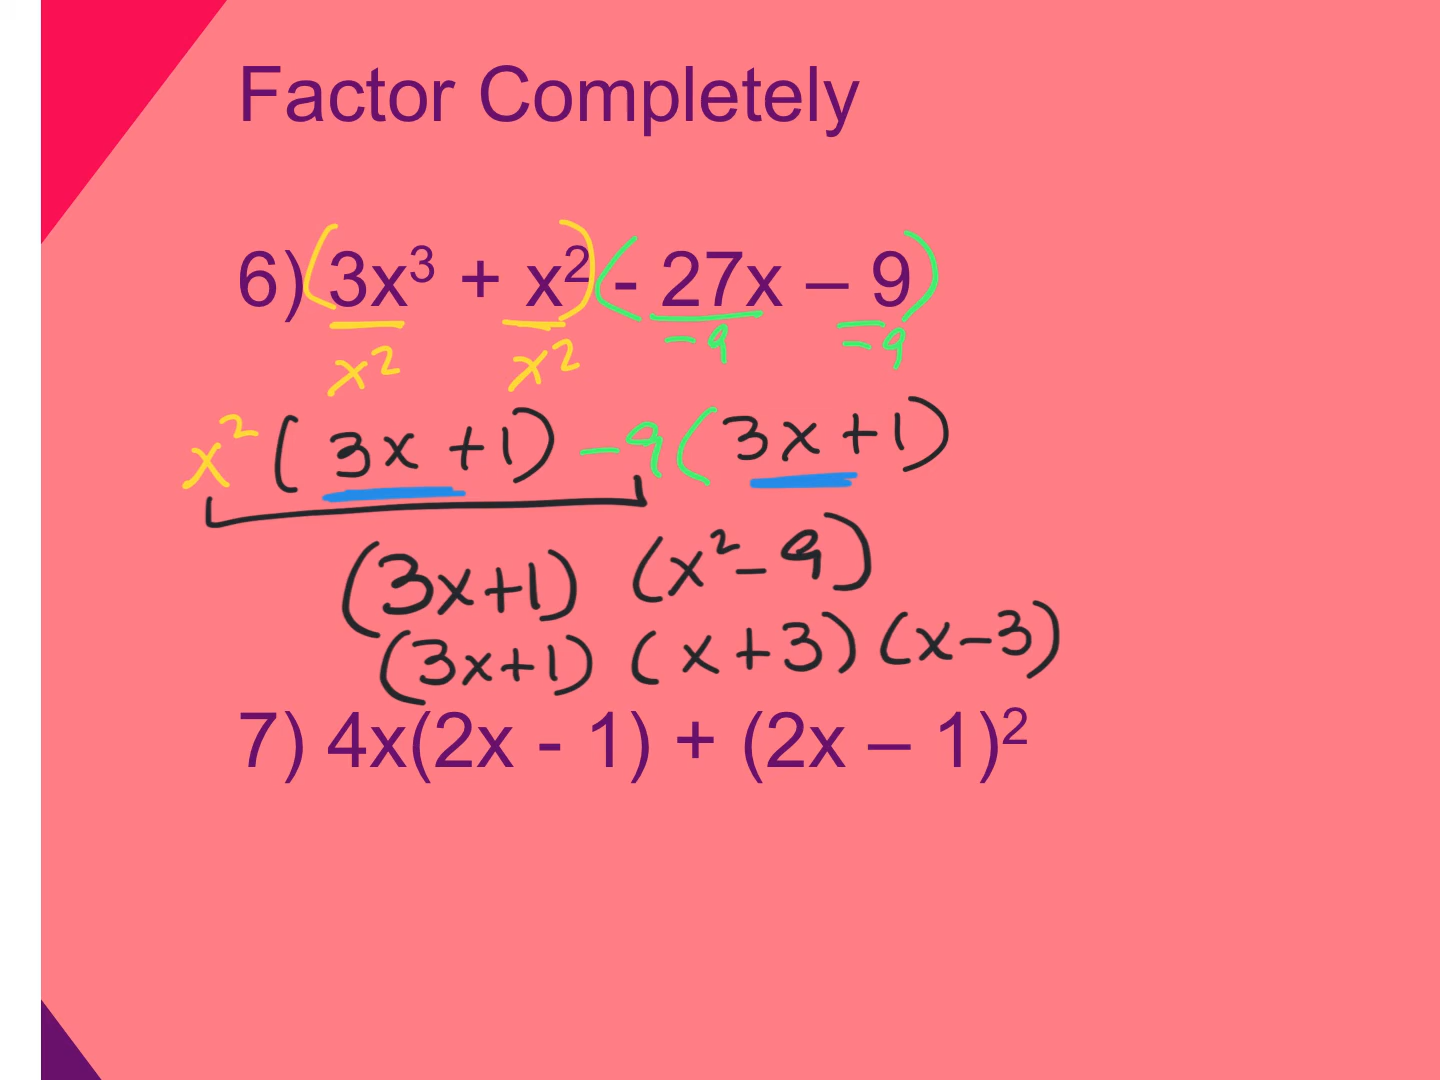 Factor Completely
6) (3x³ + x²) (- 27x – 9)
x² x² -9 -9
x² (3x+1) -9 (3x+1)
(3x+1) (x²-9)
(3x+1) (x+3) (x-3)
7) 4x(2x - 1) + (2x – 1)²